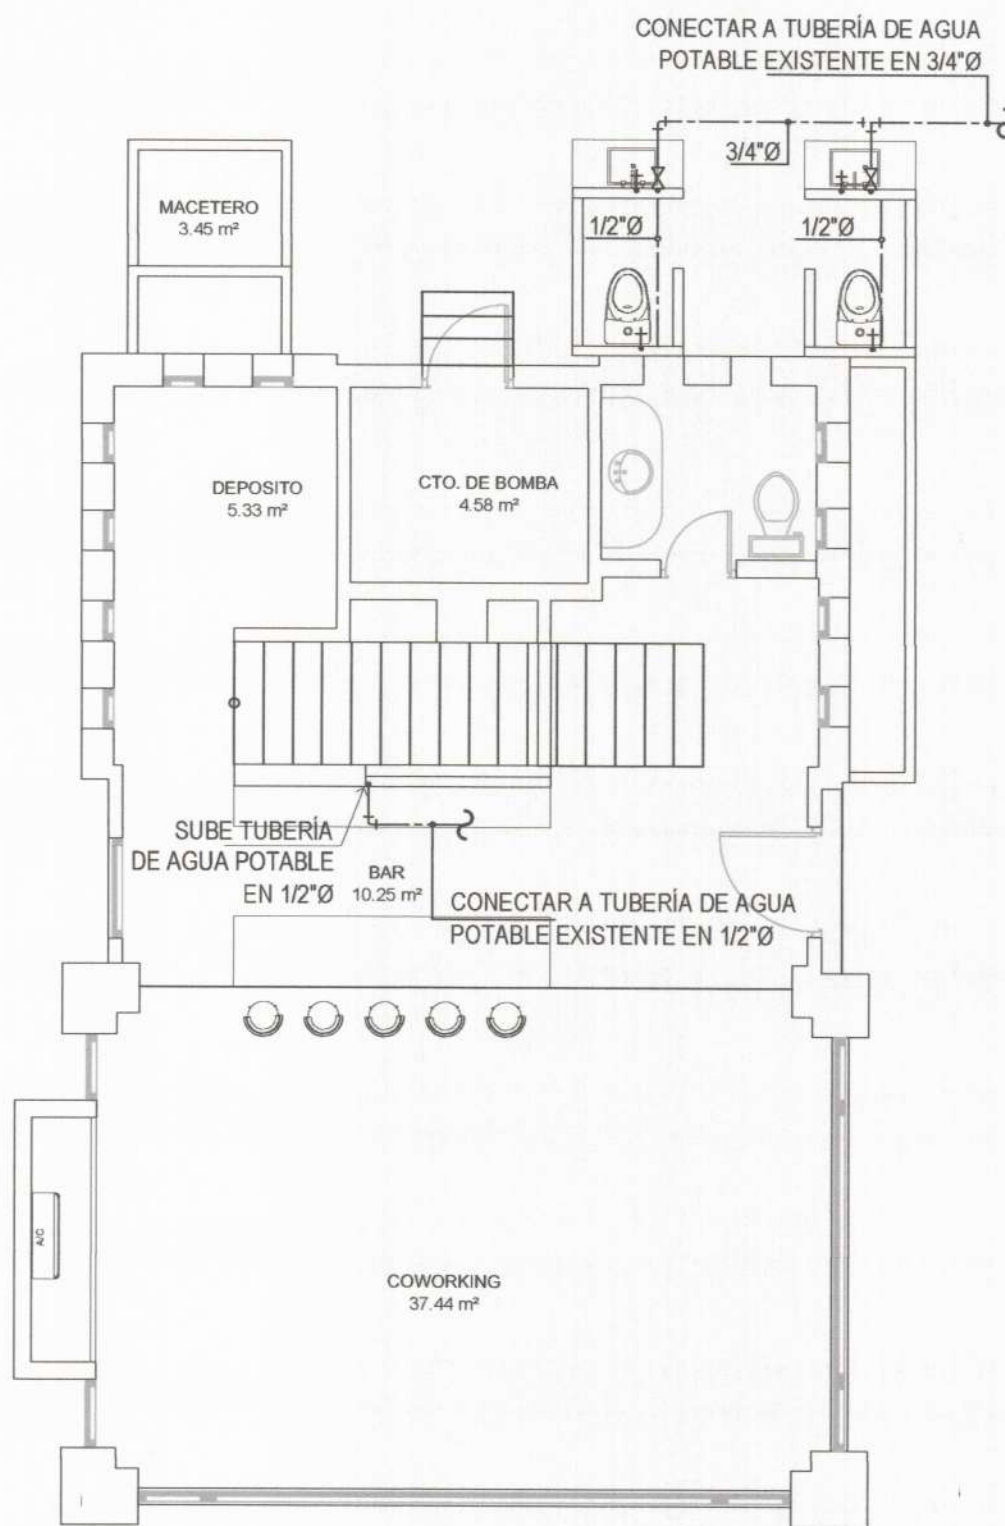 CONECTAR A TUBERÍA DE AGUA
POTABLE EXISTENTE EN 3/4"Ø
3/4"Ø
MACETERO
3.45 m²
1/2"Ø
1/2"Ø
DEPOSITO
5.33 m²
CTO. DE BOMBA
4.58 m²
SUBE TUBERÍA
DE AGUA POTABLE
EN 1/2"Ø
BAR
10.25 m²
CONECTAR A TUBERÍA DE AGUA
POTABLE EXISTENTE EN 1/2"Ø
A/C
COWORKING
37.44 m²